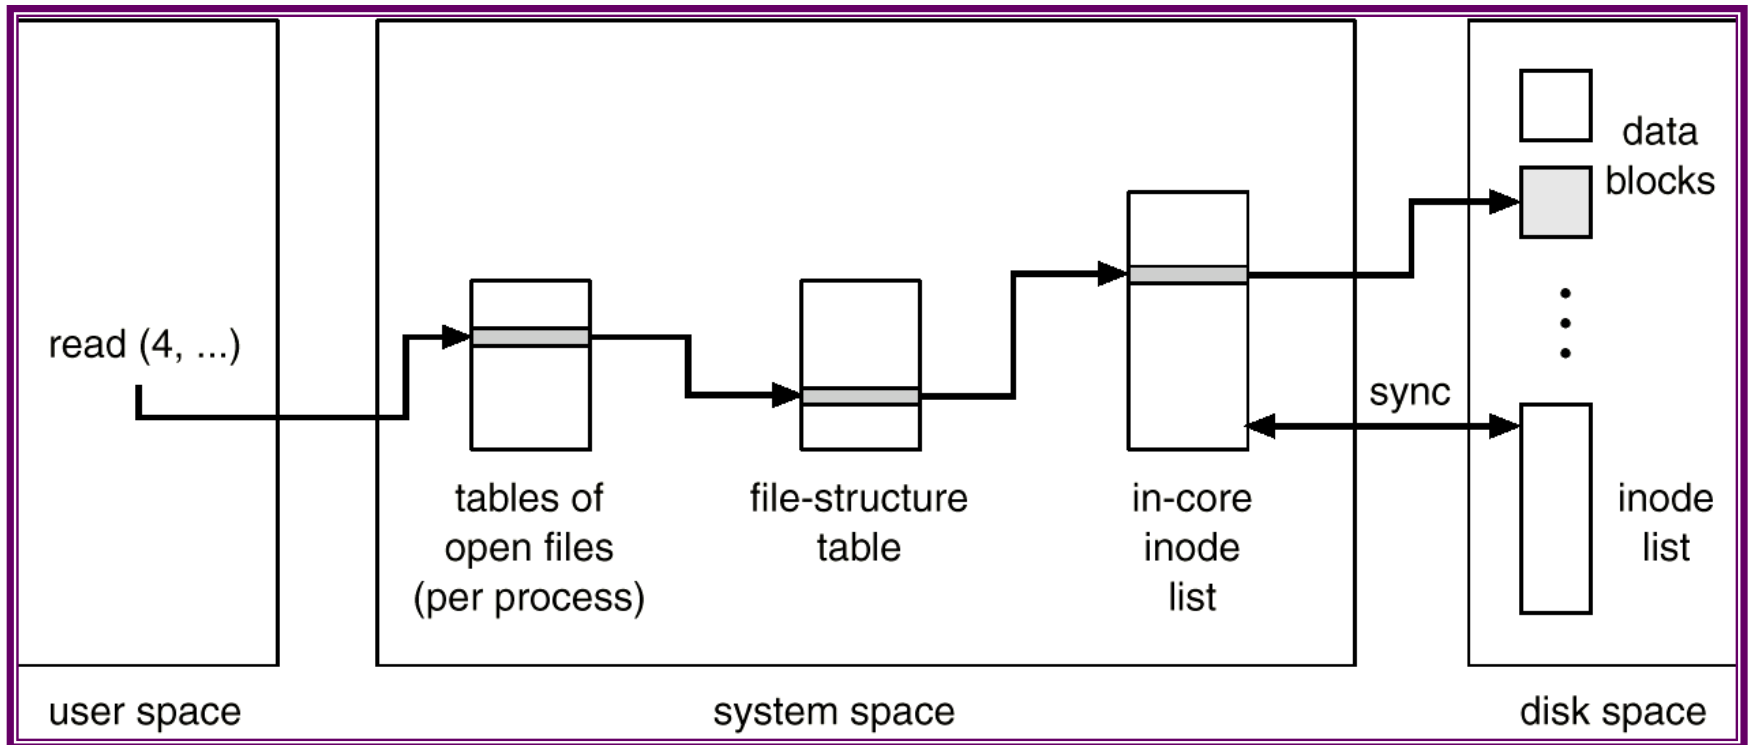 data
blocks
read (4, ...)
sync
tables of
open files
(per process)
file-structure
table
in-core
inode
list
inode
list
user space
system space
disk space